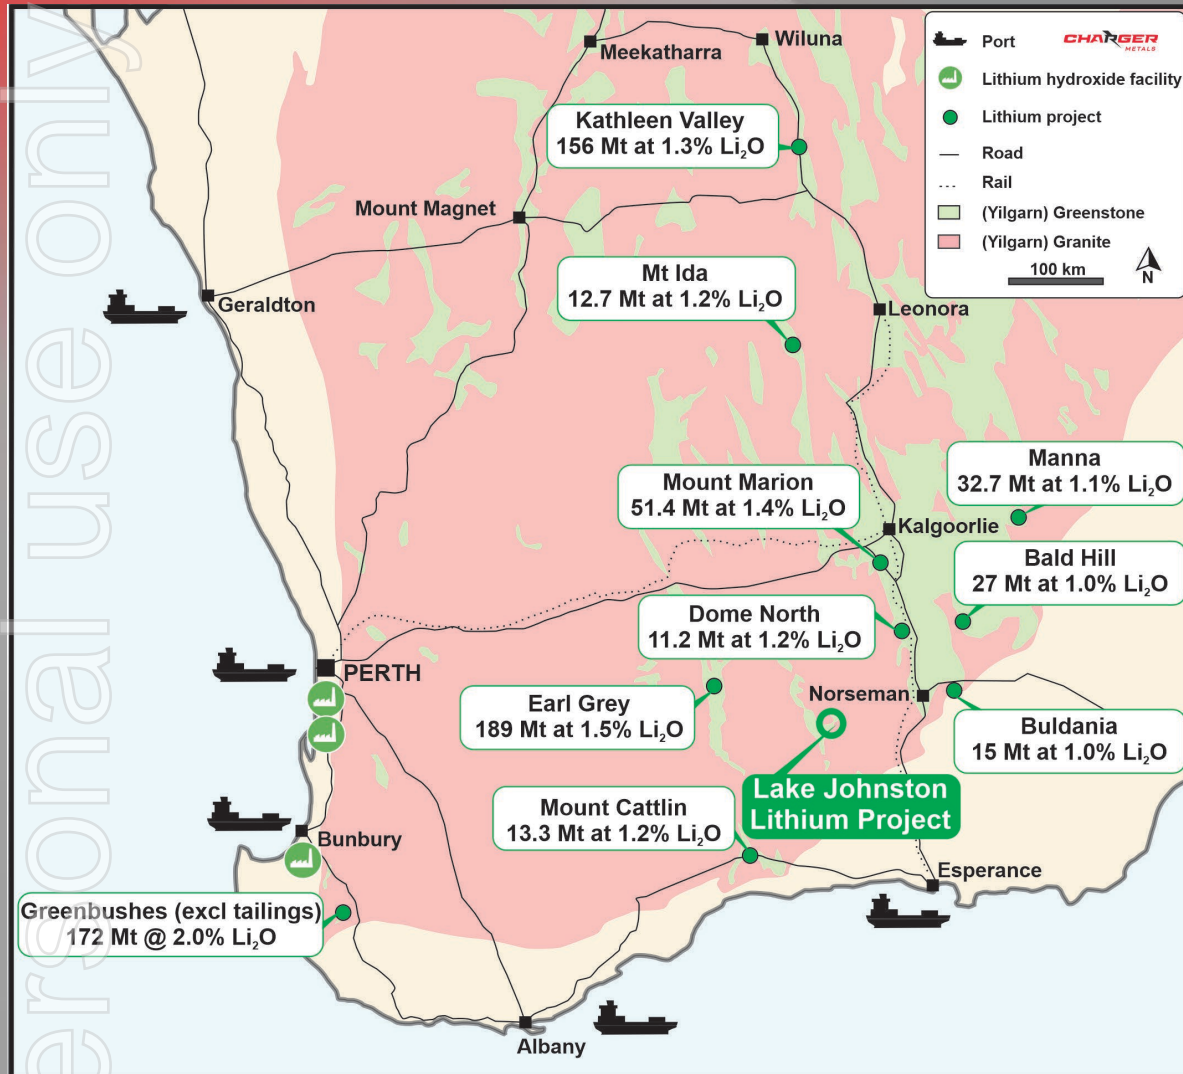 ersonal use only
Port
CHARGER
METALS
Lithium hydroxide facility
Lithium project
Road
Rail
(Yilgarn) Greenstone
(Yilgarn) Granite
100 km
N
Meekatharra
Wiluna
Kathleen Valley
156 Mt at 1.3% Li₂O
Mount Magnet
Mt Ida
12.7 Mt at 1.2% Li₂O
Geraldton
Leonora
Manna
32.7 Mt at 1.1% Li₂O
Mount Marion
51.4 Mt at 1.4% Li₂O
Kalgoorlie
Bald Hill
27 Mt at 1.0% Li₂O
Dome North
11.2 Mt at 1.2% Li₂O
PERTH
Earl Grey
189 Mt at 1.5% Li₂O
Norseman
Buldania
15 Mt at 1.0% Li₂O
Lake Johnston
Lithium Project
Mount Cattlin
13.3 Mt at 1.2% Li₂O
Bunbury
Esperance
Greenbushes (excl tailings)
172 Mt @ 2.0% Li₂O
Albany